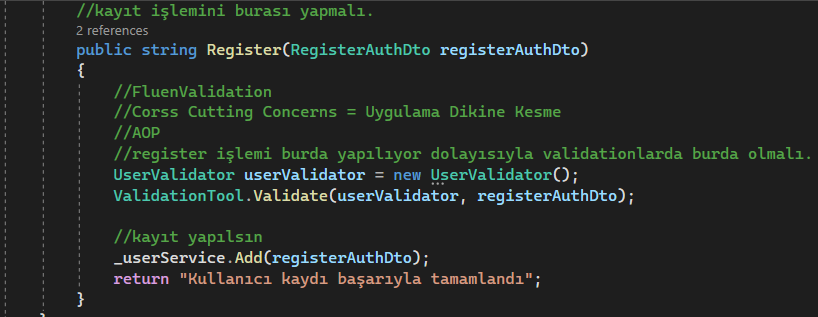 //kayıt işlemini burası yapmalı.
2 references
public string Register(RegisterAuthDto registerAuthDto)
{
//FluenValidation
//Corss Cutting Concerns = Uygulama Dikine Kesme
//AOP
//register işlemi burda yapılıyor dolayısıyla validationlarda burda olmalı.
UserValidator userValidator = new UserValidator();
ValidationTool.Validate(userValidator, registerAuthDto);
//kayıt yapılsın
_userService.Add(registerAuthDto);
return "Kullanıcı kaydı başarıyla tamamlandı";
}